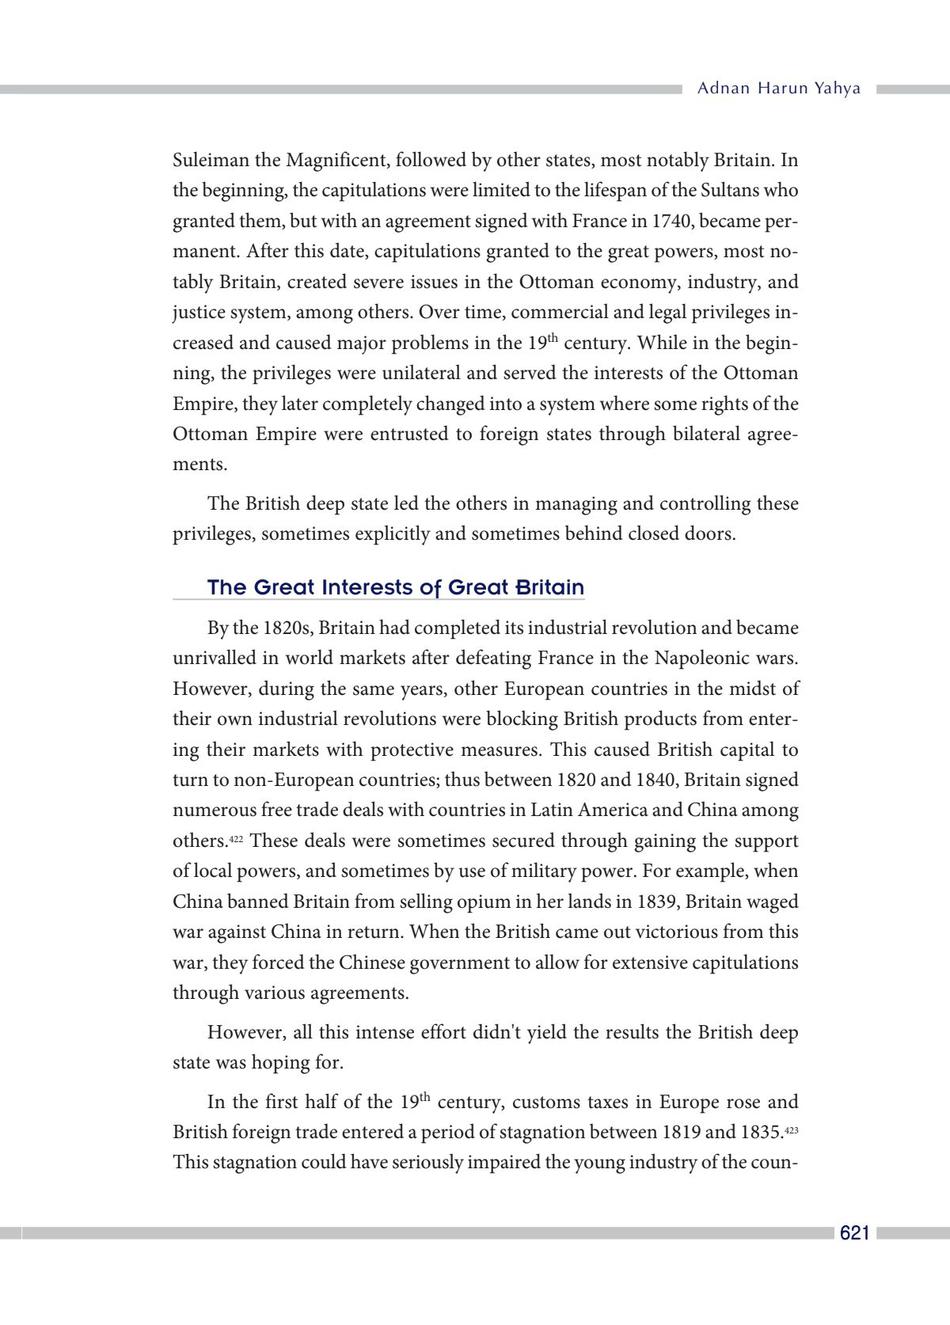 Adnan Harun Yahya
Suleiman the Magnificent, followed by other states, most notably Britain. In
the beginning, the capitulations were limited to the lifespan of the Sultans who
granted them, but with an agreement signed with France in 1740, became per-
manent. After this date, capitulations granted to the great powers, most no-
tably Britain, created severe issues in the Ottoman economy, industry, and
justice system, among others. Over time, commercial and legal privileges in-
creased and caused major problems in the 19th century. While in the begin-
ning, the privileges were unilateral and served the interests of the Ottoman
Empire, they later completely changed into a system where some rights of the
Ottoman Empire were entrusted to foreign states through bilateral agree-
ments.
The British deep state led the others in managing and controlling these
privileges, sometimes explicitly and sometimes behind closed doors.
The Great Interests of Great Britain
By the 1820s, Britain had completed its industrial revolution and became
unrivalled in world markets after defeating France in the Napoleonic wars.
However, during the same years, other European countries in the midst of
their own industrial revolutions were blocking British products from enter-
ing their markets with protective measures. This caused British capital to
turn to non-European countries; thus between 1820 and 1840, Britain signed
numerous free trade deals with countries in Latin America and China among
others.422 These deals were sometimes secured through gaining the support
of local powers, and sometimes by use of military power. For example, when
China banned Britain from selling opium in her lands in 1839, Britain waged
war against China in return. When the British came out victorious from this
war, they forced the Chinese government to allow for extensive capitulations
through various agreements.
However, all this intense effort didn't yield the results the British deep
state was hoping for.
In the first half of the 19th century, customs taxes in Europe rose and
British foreign trade entered a period of stagnation between 1819 and 1835.423
This stagnation could have seriously impaired the young industry of the coun-
621